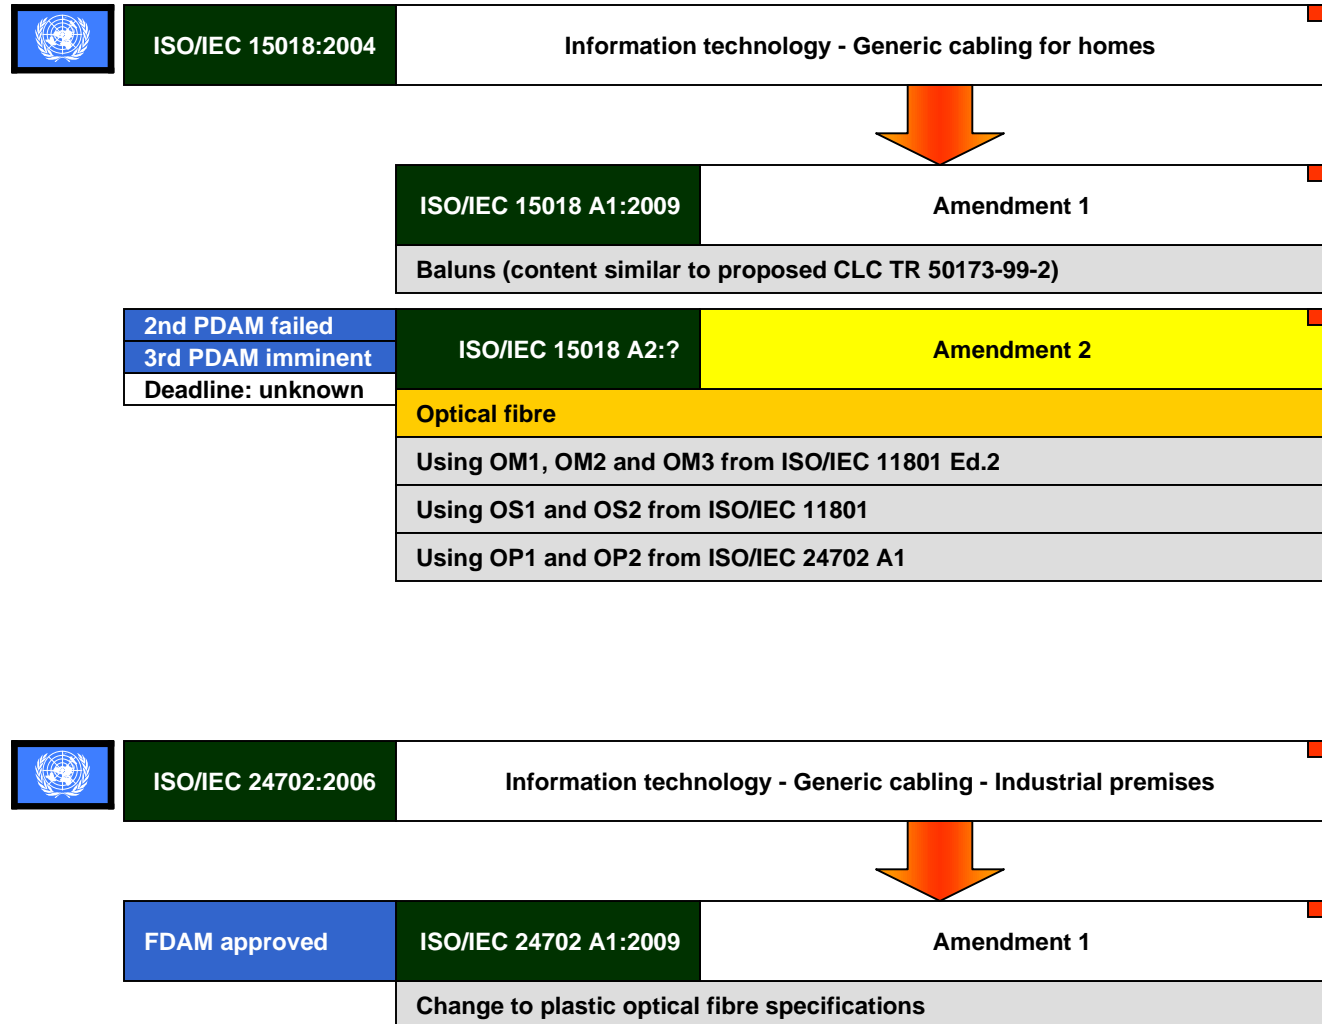 ISO/IEC 15018:2004
Information technology - Generic cabling for homes
ISO/IEC 15018 A1:2009
Amendment 1
Baluns (content similar to proposed CLC TR 50173-99-2)
2nd PDAM failed
3rd PDAM imminent
Deadline: unknown
ISO/IEC 15018 A2:?
Amendment 2
Optical fibre
Using OM1, OM2 and OM3 from ISO/IEC 11801 Ed.2
Using OS1 and OS2 from ISO/IEC 11801
Using OP1 and OP2 from ISO/IEC 24702 A1
ISO/IEC 24702:2006
Information technology - Generic cabling - Industrial premises
FDAM approved
ISO/IEC 24702 A1:2009
Amendment 1
Change to plastic optical fibre specifications